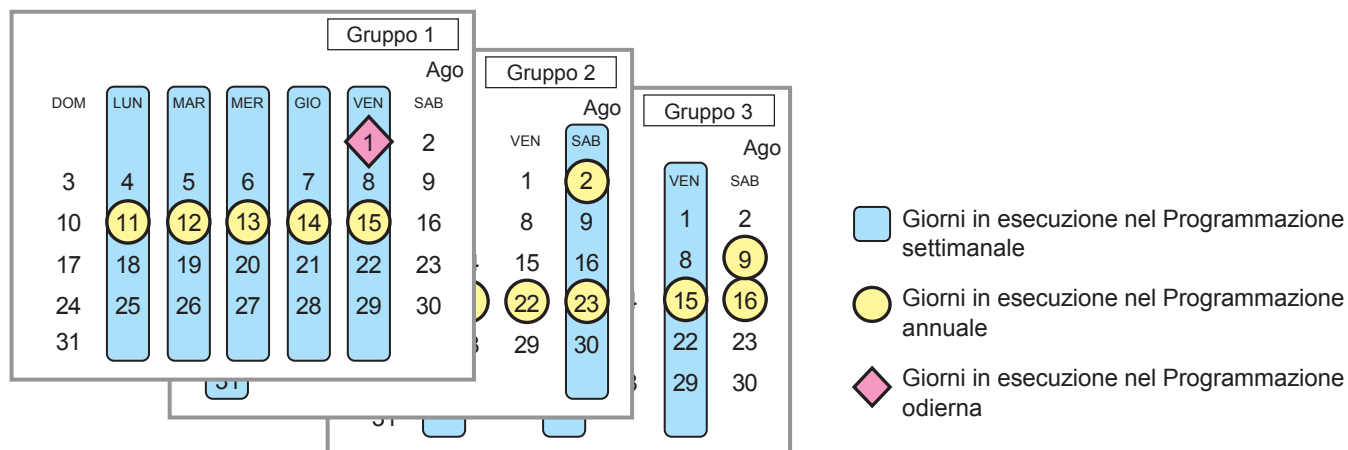 Gruppo 1
Ago
DOM LUN MAR MER GIO VEN SAB
1 2
3 4 5 6 7 8 9
10 11 12 13 14 15 16
17 18 19 20 21 22 23
24 25 26 27 28 29 30
31
Gruppo 2
Ago
VEN SAB
1 2
8 9
15 16
22 23
29 30
31
Gruppo 3
Ago
VEN SAB
1 2
8 9
15 16
22 23
29 30
31
Giorni in esecuzione nel Programmazione
settimanale
Giorni in esecuzione nel Programmazione
annuale
Giorni in esecuzione nel Programmazione
odierna